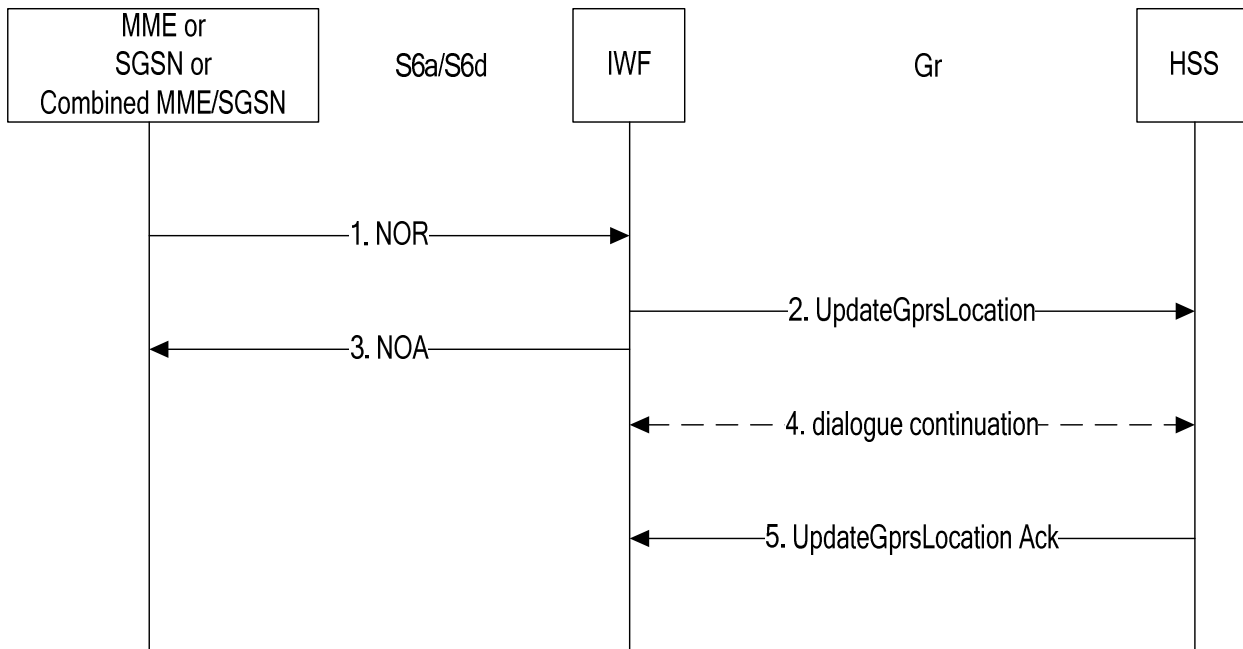 MME or
SGSN or
Combined MME/SGSN
S6a/S6d
IWF
Gr
HSS
1. NOR
2. UpdateGprsLocation
3. NOA
4. dialogue continuation
5. UpdateGprsLocation Ack